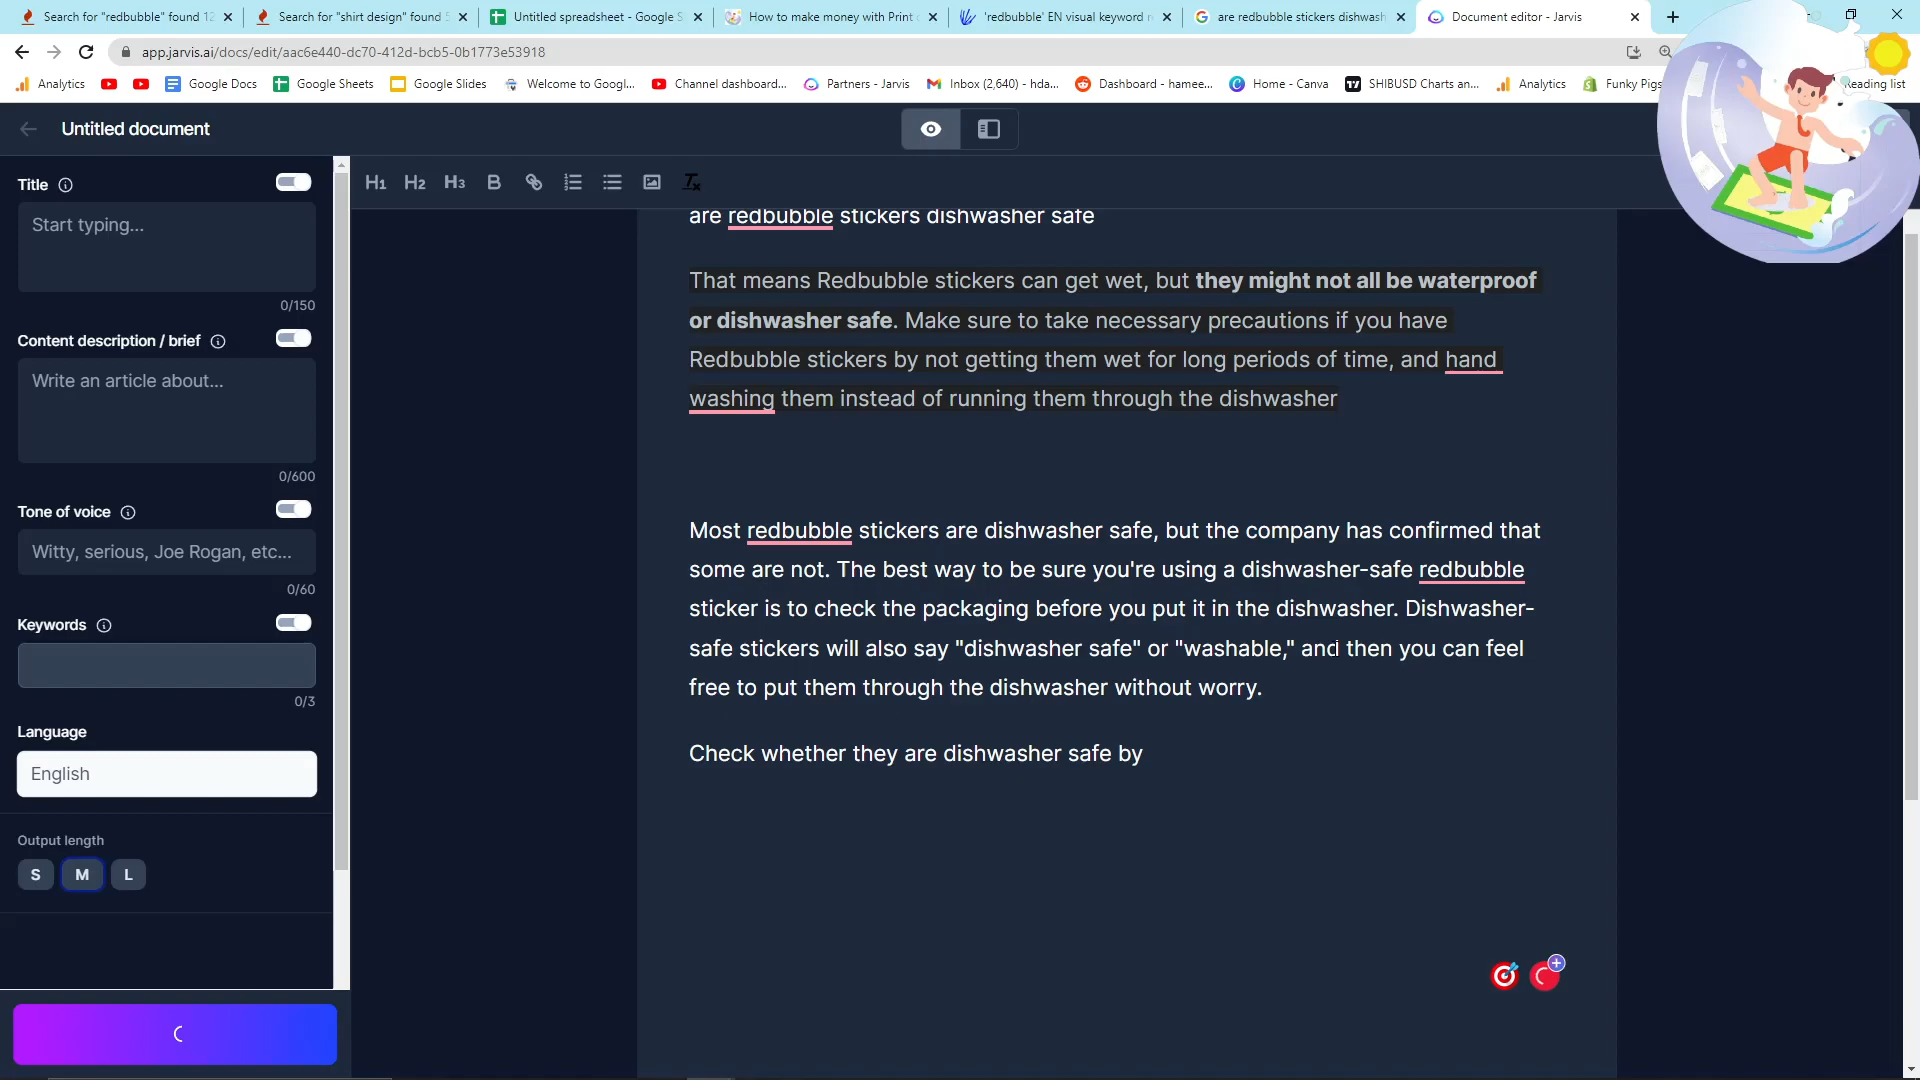 Search for "redbubble" found 12
Search for "shirt design" found 5
Untitled spreadsheet - Google S
How to make money with Print o
'redbubble' EN visual keyword r
are redbubble stickers dishwash
Document editor - Jarvis
app.jarvis.ai/docs/edit/aac6e440-dc70-412d-bcb5-0b1773e53918
Analytics
Google Docs
Google Sheets
Google Slides
Welcome to Googl...
Channel dashboard...
Partners - Jarvis
Inbox (2,640) - hda...
Dashboard - hamee...
Home - Canva
SHIBUSD Charts an...
Analytics
Funky Pigs
Reading list
Untitled document
H1 H2 H3 B
Title
Start typing...
0/150
Content description / brief
Write an article about...
0/600
Tone of voice
Witty, serious, Joe Rogan, etc...
0/60
Keywords
0/3
Language
English
Output length
S M L
are redbubble stickers dishwasher safe
That means Redbubble stickers can get wet, but they might not all be waterproof
or dishwasher safe. Make sure to take necessary precautions if you have
Redbubble stickers by not getting them wet for long periods of time, and hand
washing them instead of running them through the dishwasher
Most redbubble stickers are dishwasher safe, but the company has confirmed that
some are not. The best way to be sure you're using a dishwasher-safe redbubble
sticker is to check the packaging before you put it in the dishwasher. Dishwasher-
safe stickers will also say "dishwasher safe" or "washable," and then you can feel
free to put them through the dishwasher without worry.
Check whether they are dishwasher safe by